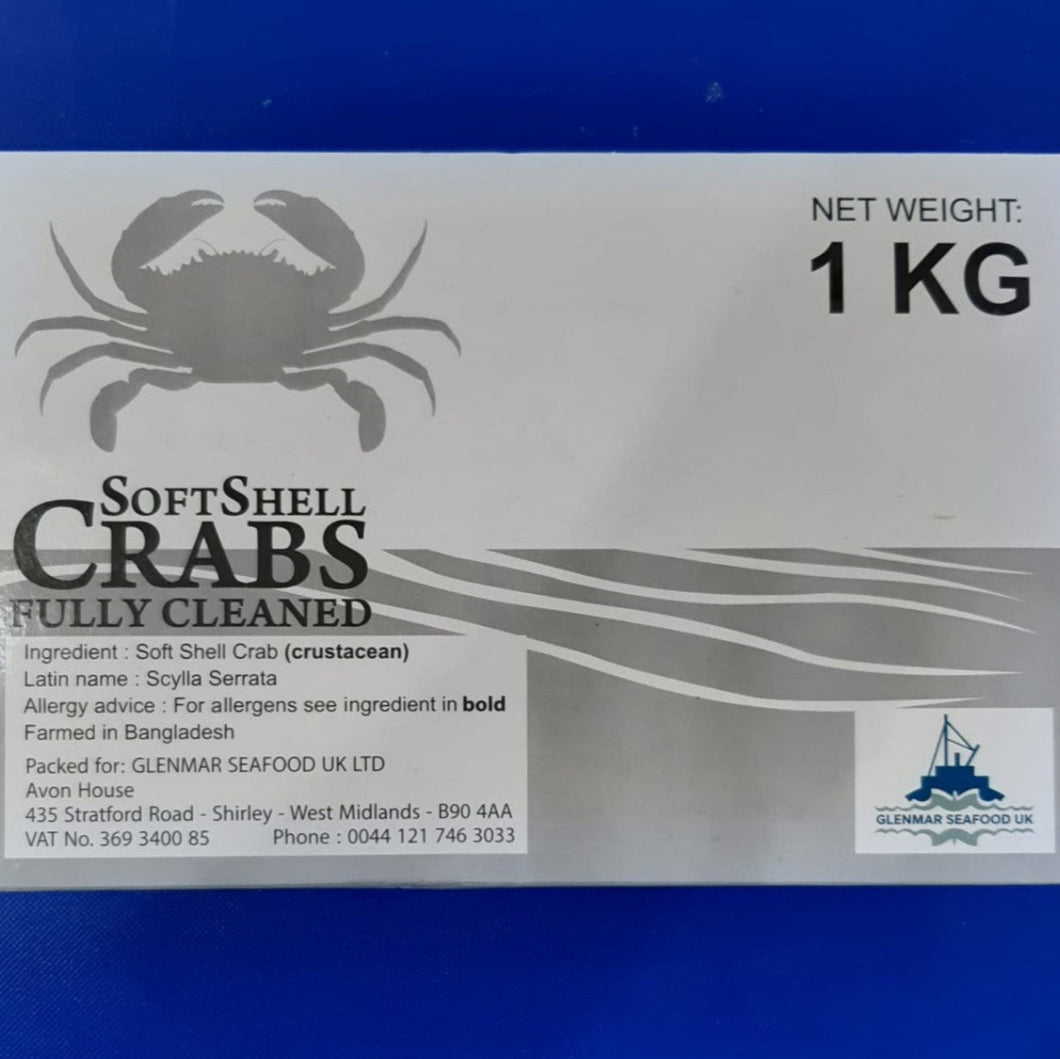 NET WEIGHT:
1 KG
SOFTSHELL
CRABS
FULLY CLEANED
Ingredient : Soft Shell Crab (crustacean)
Latin name : Scylla Serrata
Allergy advice : For allergens see ingredient in bold
Farmed in Bangladesh
Packed for: GLENMAR SEAFOOD UK LTD
Avon House
435 Stratford Road - Shirley - West Midlands - B90 4AA
VAT No. 369 3400 85 Phone : 0044 121 746 3033
GLENMAR SEAFOOD UK